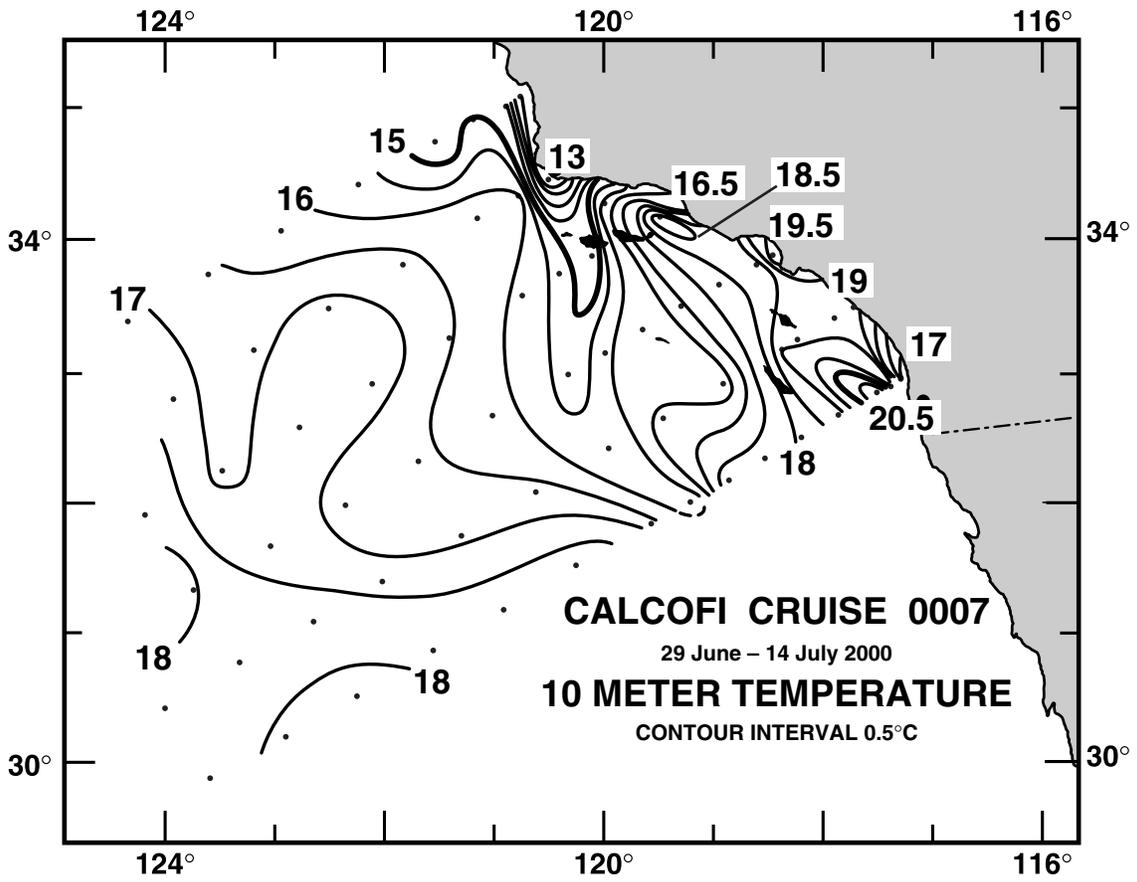 124° 120° 116°
15
13
16.5 18.5
16
19.5
34° 34°
19
17
17
20.5
18
CALCOFI CRUISE 0007
29 June – 14 July 2000
18
18
10 METER TEMPERATURE
CONTOUR INTERVAL 0.5°C
30° 30°
124° 120° 116°